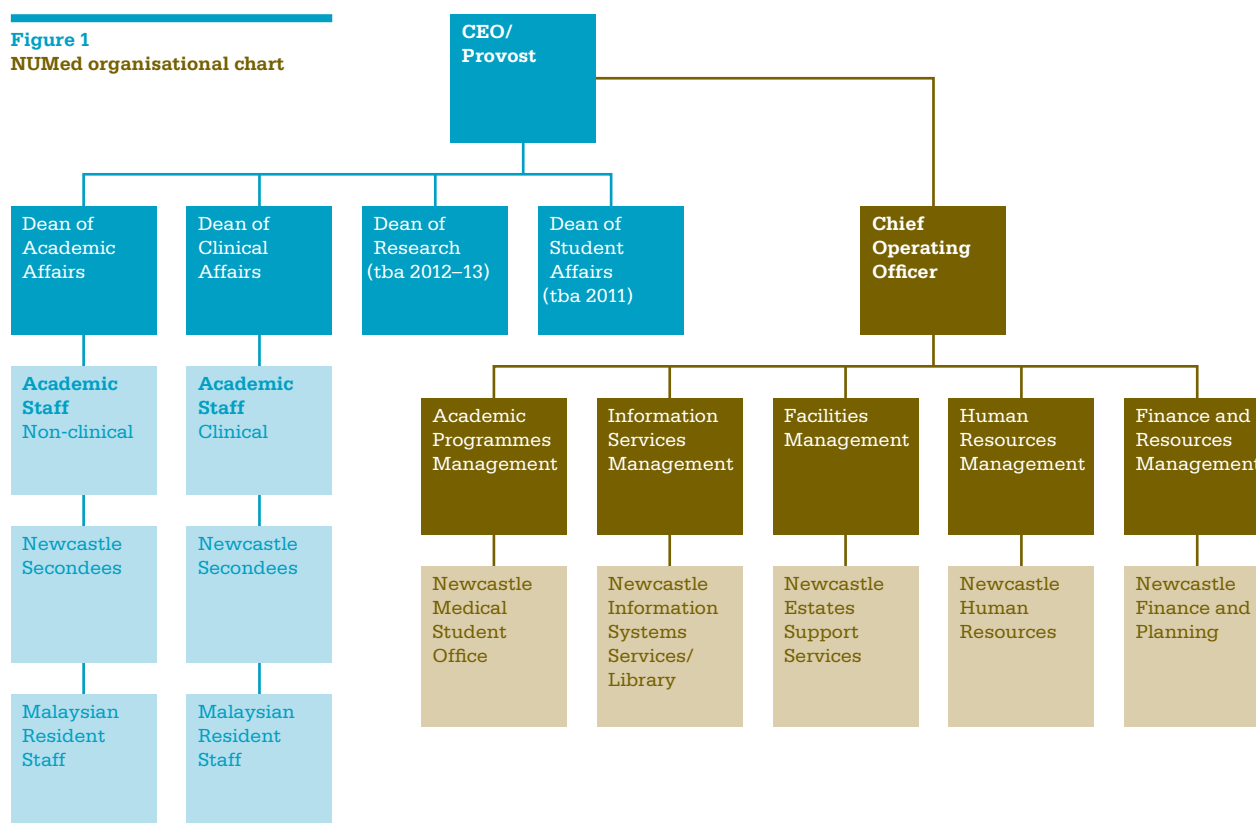 Figure 1
NUMed organisational chart
CEO/
Provost
Dean of
Academic
Affairs
Dean of
Clinical
Affairs
Dean of
Research
(tba 2012–13)
Dean of
Student
Affairs
(tba 2011)
Chief
Operating
Officer
Academic
Staff
Non-clinical
Academic
Staff
Clinical
Academic
Programmes
Management
Information
Services
Management
Facilities
Management
Human
Resources
Management
Finance and
Resources
Management
Newcastle
Secondees
Newcastle
Secondees
Newcastle
Medical
Student
Office
Newcastle
Information
Systems
Services/
Library
Newcastle
Estates
Support
Services
Newcastle
Human
Resources
Newcastle
Finance and
Planning
Malaysian
Resident
Staff
Malaysian
Resident
Staff